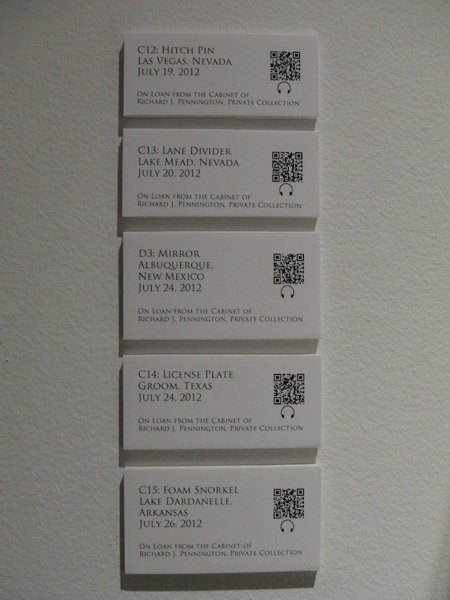 C12: Hitch Pin
Las Vegas, Nevada
July 19, 2012
On Loan from the Cabinet of
Richard J. Pennington, Private Collection
C13: Lane Divider
Lake Mead, Nevada
July 20, 2012
On Loan from the Cabinet of
Richard J. Pennington, Private Collection
D3: Mirror
Albuquerque,
New Mexico
July 24, 2012
On Loan from the Cabinet of
Richard J. Pennington, Private Collection
C14: License Plate
Groom, Texas
July 24, 2012
On Loan from the Cabinet of
Richard J. Pennington, Private Collection
C15: Foam Snorkel
Lake Dardanelle,
Arkansas
July 26, 2012
On Loan from the Cabinet of
Richard J. Pennington, Private Collection